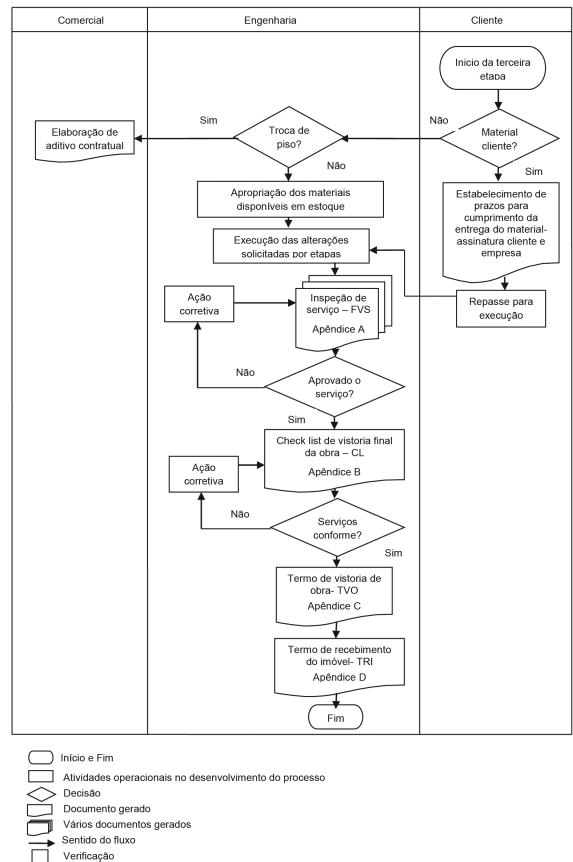 Comercial
Engenharia
Cliente
Inicio da terceira
etapa
Não
Material
cliente?
Sim
Sim
Troca de
piso?
Não
Elaboração de
aditivo contratual
Estabelecimento de
prazos para
cumprimento da
entrega do material-
assinatura cliente e
empresa
Apropriação dos materiais
disponíveis em estoque
Execução das alterações
solicitadas por etapas
Repasse para
execução
Ação
corretiva
Inspeção de
serviço – FVS
Apêndice A
Não
Aprovado o
serviço?
Sim
Check list de vistoria final
da obra – CL
Apêndice B
Ação
corretiva
Não
Serviços
conforme?
Sim
Termo de vistoria de
obra- TVO
Apêndice C
Termo de recebimento
do imóvel- TRI
Apêndice D
Fim
Início e Fim
Atividades operacionais no desenvolvimento do processo
Decisão
Documento gerado
Vários documentos gerados
Sentido do fluxo
Verificação